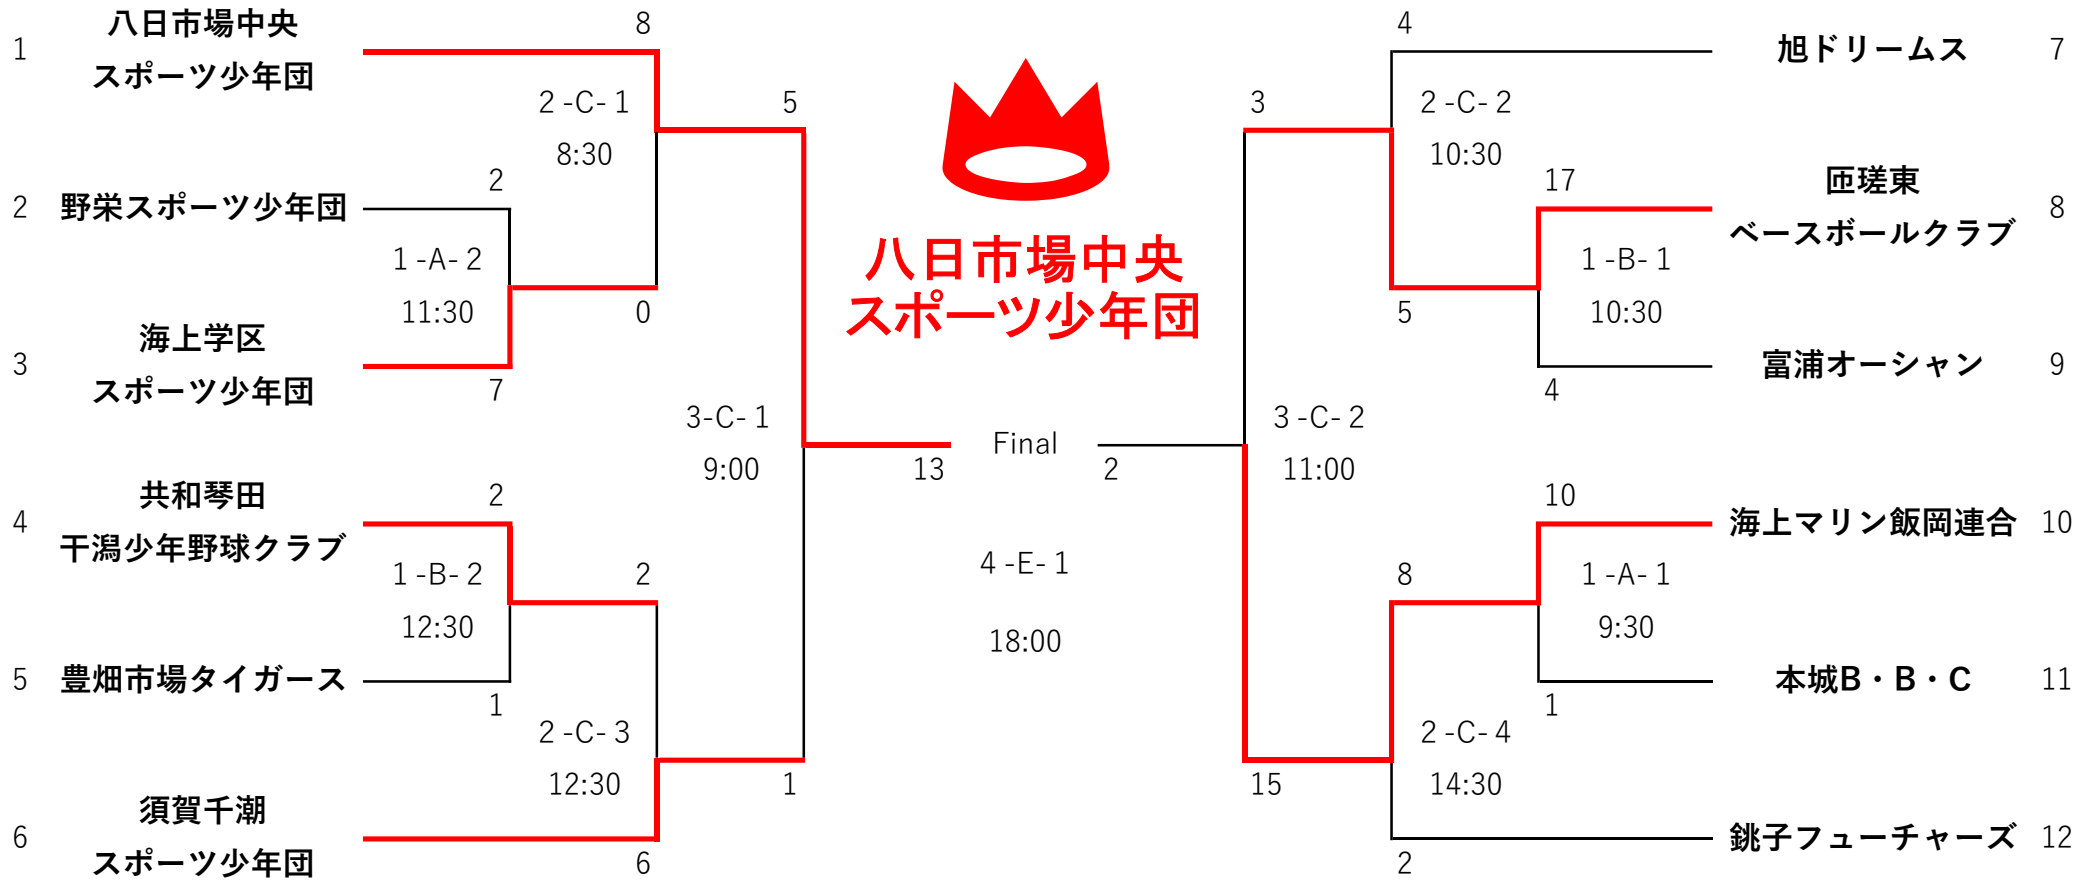 1
八日市場中央
スポーツ少年団
8
2 -C- 1
8:30
5
2
野栄スポーツ少年団
2
1 -A- 2
11:30
0
3
海上学区
スポーツ少年団
7
3-C- 1
9:00
13
4
共和琴田
干潟少年野球クラブ
2
1 -B- 2
12:30
2
5
豊畑市場タイガース
1
2 -C- 3
12:30
1
6
須賀千潮
スポーツ少年団
6
八日市場中央
スポーツ少年団
Final
4 -E- 1
18:00
4
旭ドリームス
7
3
2 -C- 2
10:30
17
匝瑳東
ベースボールクラブ
8
5
1 -B- 1
10:30
富浦オーシャン
9
4
2
3 -C- 2
11:00
10
海上マリン飯岡連合
10
8
1 -A- 1
9:30
本城B・B・C
11
1
15
2 -C- 4
14:30
銚子フューチャーズ
12
2